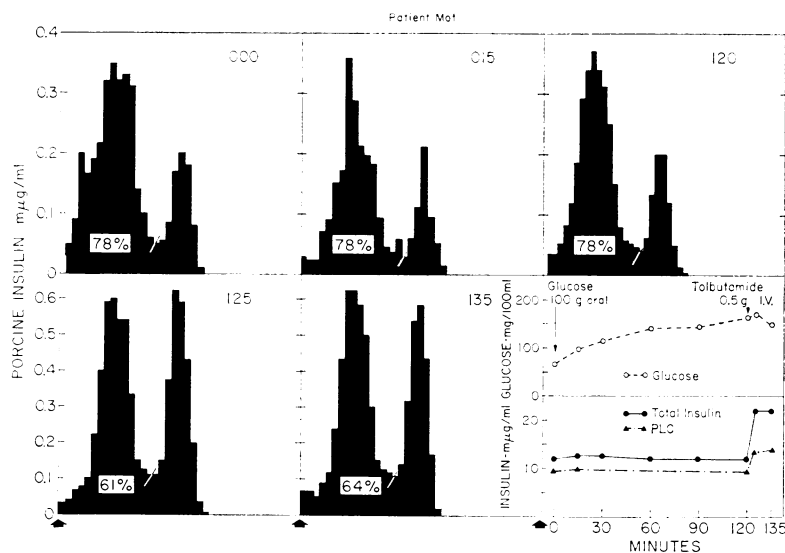 Patient Mat
PORCINE INSULIN mµg/ml
0.4
0.3
0.2
0.1
0
000
78%
015
78%
120
78%
0.6
0.5
0.4
0.3
0.2
0.1
0
125
61%
135
64%
INSULIN-mµg/ml GLUCOSE-mg/100ml
Glucose
100 g oral
Tolbutamide
0.5g I.V.
200
100
0
Glucose
20
10
Total Insulin
PLC
0 30 60 90 120 135
MINUTES